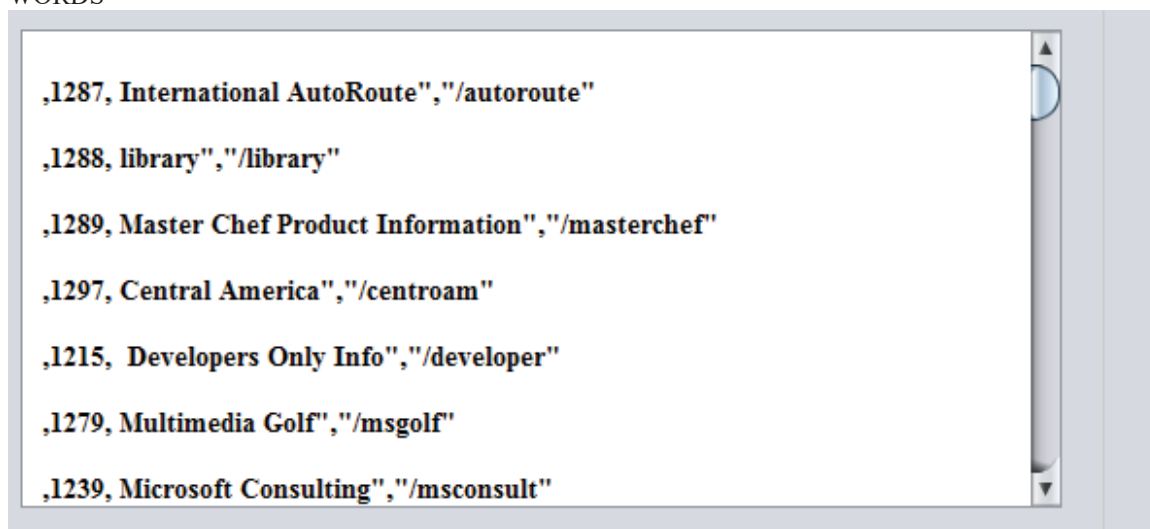 WORDS
,1287, International AutoRoute","/autoroute"
,1288, library","/library"
,1289, Master Chef Product Information","/masterchef"
,1297, Central America","/centroam"
,1215,  Developers Only Info","/developer"
,1279, Multimedia Golf","/msgolf"
,1239, Microsoft Consulting","/msconsult"